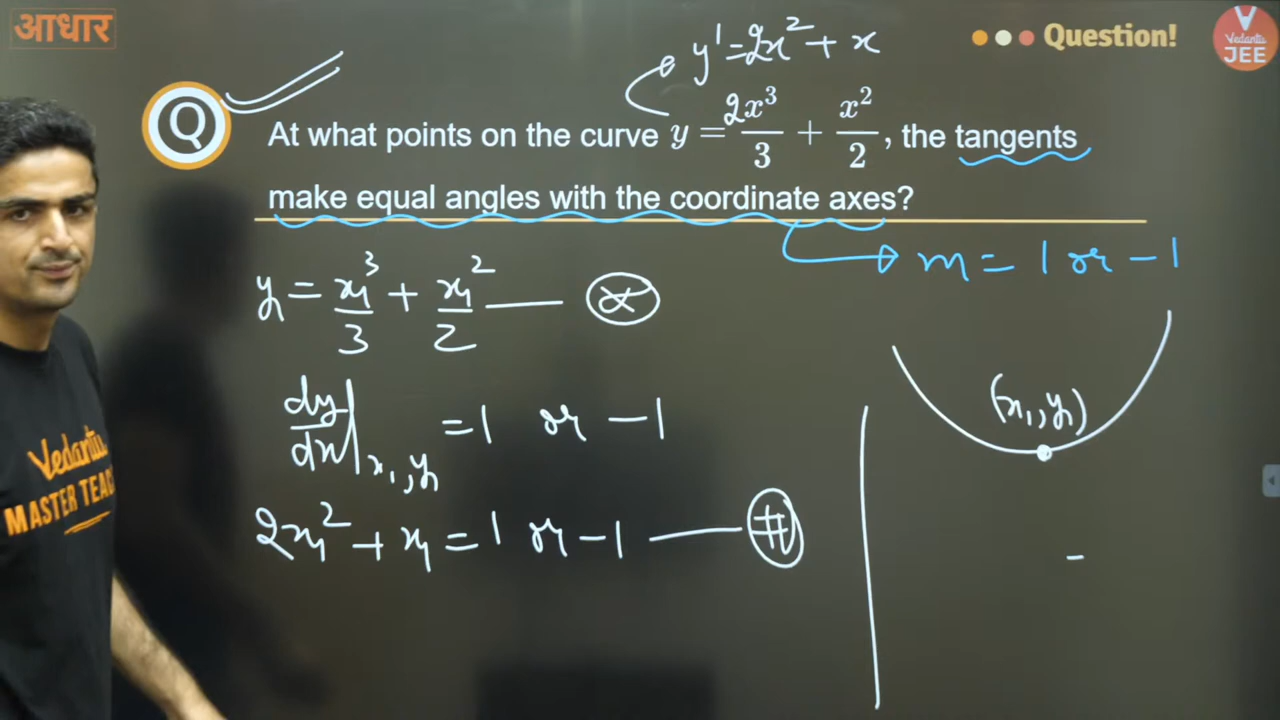 आधार
y' = 2x² + x
Question!
Vedantu
JEE
Q
At what points on the curve y = 2x³/3 + x²/2, the tangents
make equal angles with the coordinate axes?
m = 1 or -1
y₁ = x₁³/3 + x₁²/2
(x₁, y₁)
dy/dx|x₁, y₁ = 1 or -1
2x₁² + x₁ = 1 or -1 — #
Vedantu
MASTER TEAC